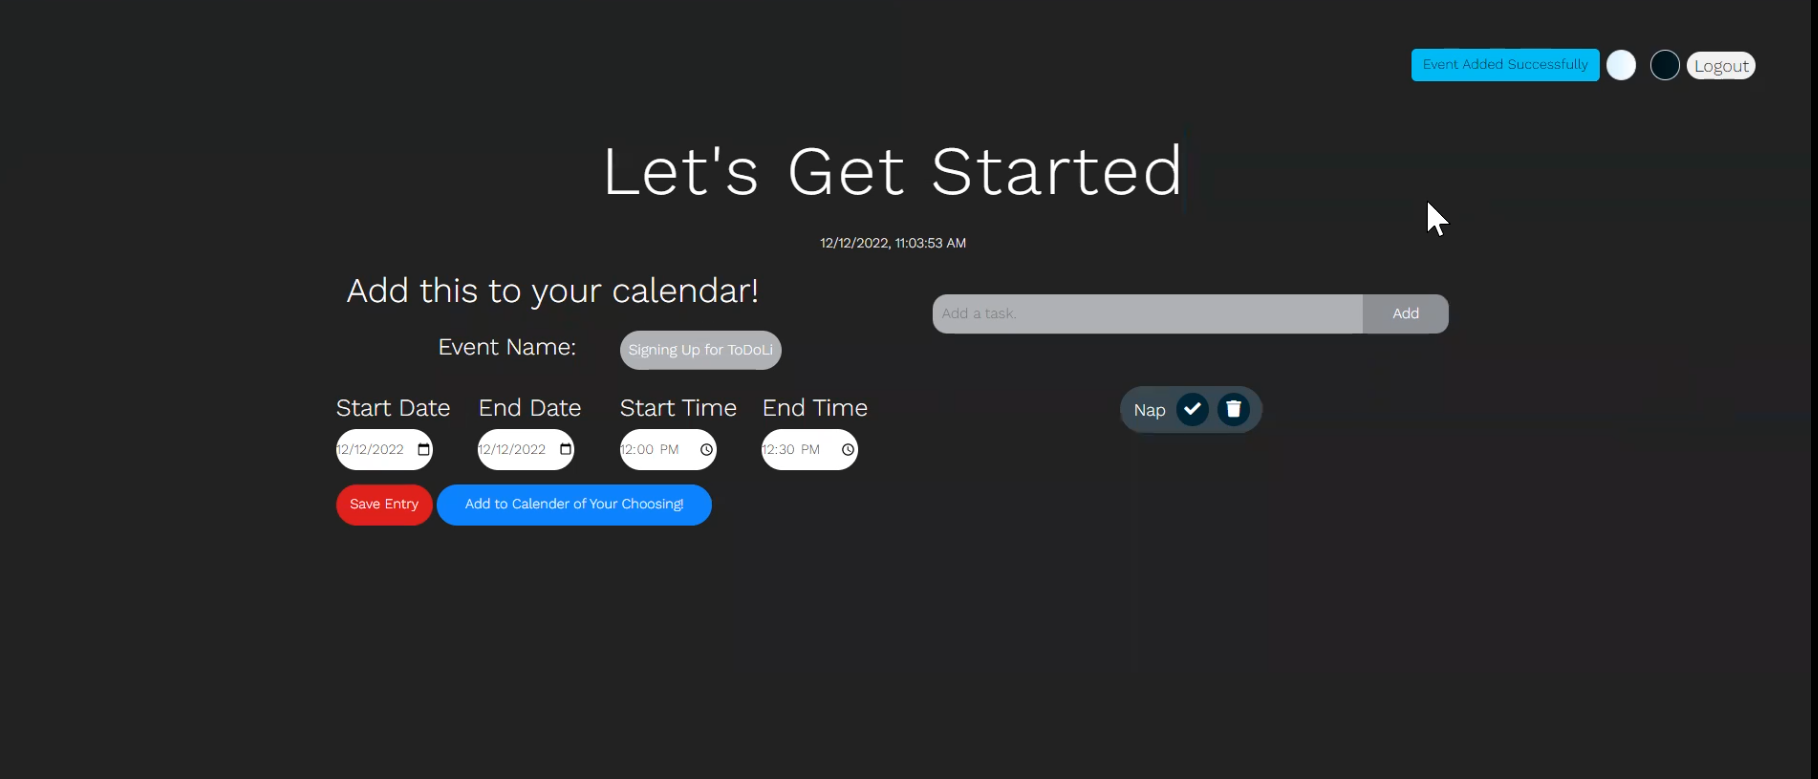 Event Added Successfully
Logout
Let's Get Started
12/12/2022, 11:03:53 AM
Add this to your calendar!
Event Name:
Signing Up for ToDoLi
Start Date
End Date
Start Time
End Time
12/12/2022
12/12/2022
12:00 PM
12:30 PM
Save Entry
Add to Calender of Your Choosing!
Add a task.
Add
Nap